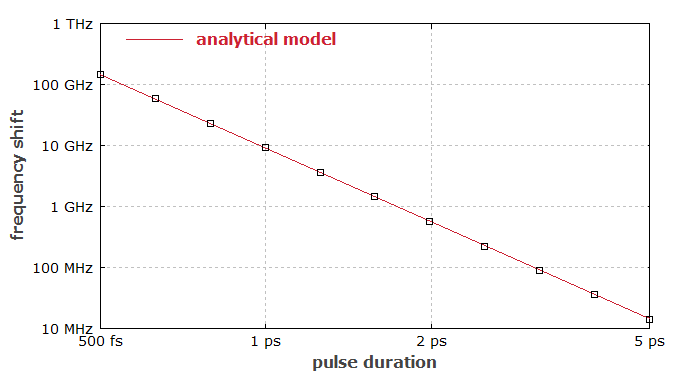 1 THz
analytical model
100 GHz
10 GHz
1 GHz
100 MHz
10 MHz
frequency shift
500 fs
1 ps
2 ps
5 ps
pulse duration